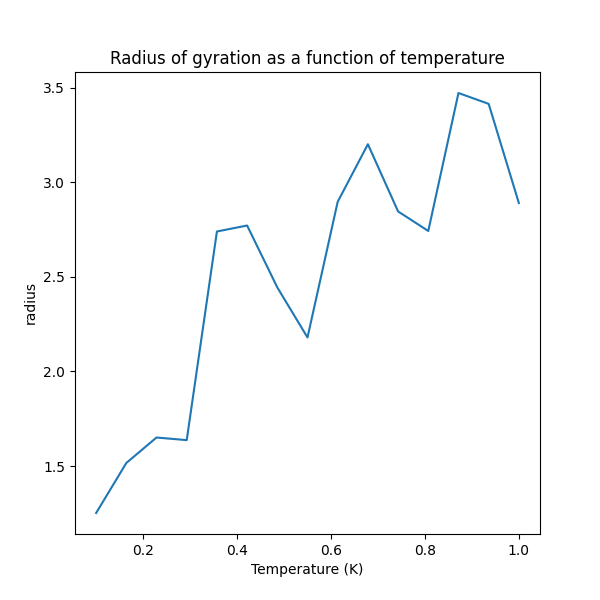 Radius of gyration as a function of temperature
3.5
3.0
2.5
2.0
1.5
radius
0.2 0.4 0.6 0.8 1.0
Temperature (K)